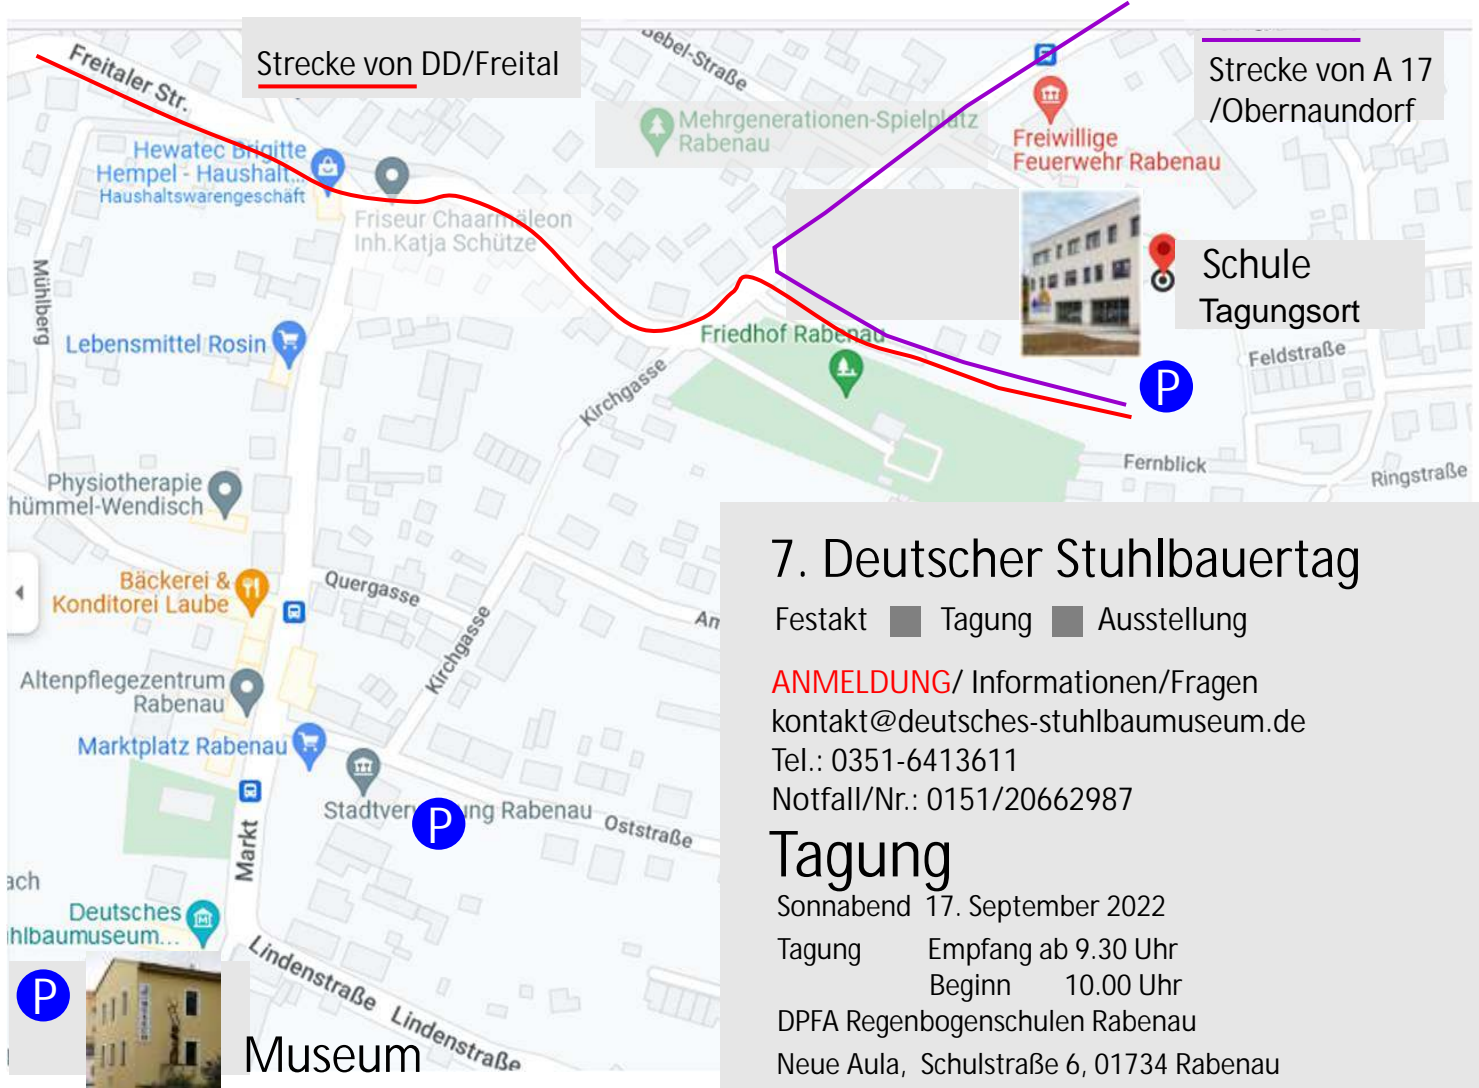 Strecke von DD/Freital
Strecke von A 17
/Obernaundorf
Freitaler Str.
Hewatec Brigitte
Hempel - Haushalt...
Haushaltswarengeschäft
Friseur Chaarmäleon
Inh.Katja Schütze
Mehrgenerationen-Spielplatz
Rabenau
Freiwillige
Feuerwehr Rabenau
Schule
Tagungsort
Mühlberg
Lebensmittel Rosin
Friedhof Rabenau
Feldstraße
P
Kirchgasse
Fernblick
Ringstraße
Physiotherapie
hümmel-Wendisch
Bäckerei &
Konditorei Laube
Quergasse
Am
Kirchgasse
Altenpflegezentrum
Rabenau
Marktplatz Rabenau
Rabenau
P
Oststraße
Markt
ach
Deutsches
hlbaumuseum...
P
Lindenstraße
Lindenstraße
Museum
7. Deutscher Stuhlbauertag
Festakt Tagung Ausstellung
ANMELDUNG/ Informationen/Fragen
kontakt@deutsches-stuhlbaumuseum.de
Tel.: 0351-6413611
Notfall/Nr.: 0151/20662987
Tagung
Sonnabend 17. September 2022
Tagung Empfang ab 9.30 Uhr
Beginn 10.00 Uhr
DPFA Regenbogenschulen Rabenau
Neue Aula, Schulstraße 6, 01734 Rabenau